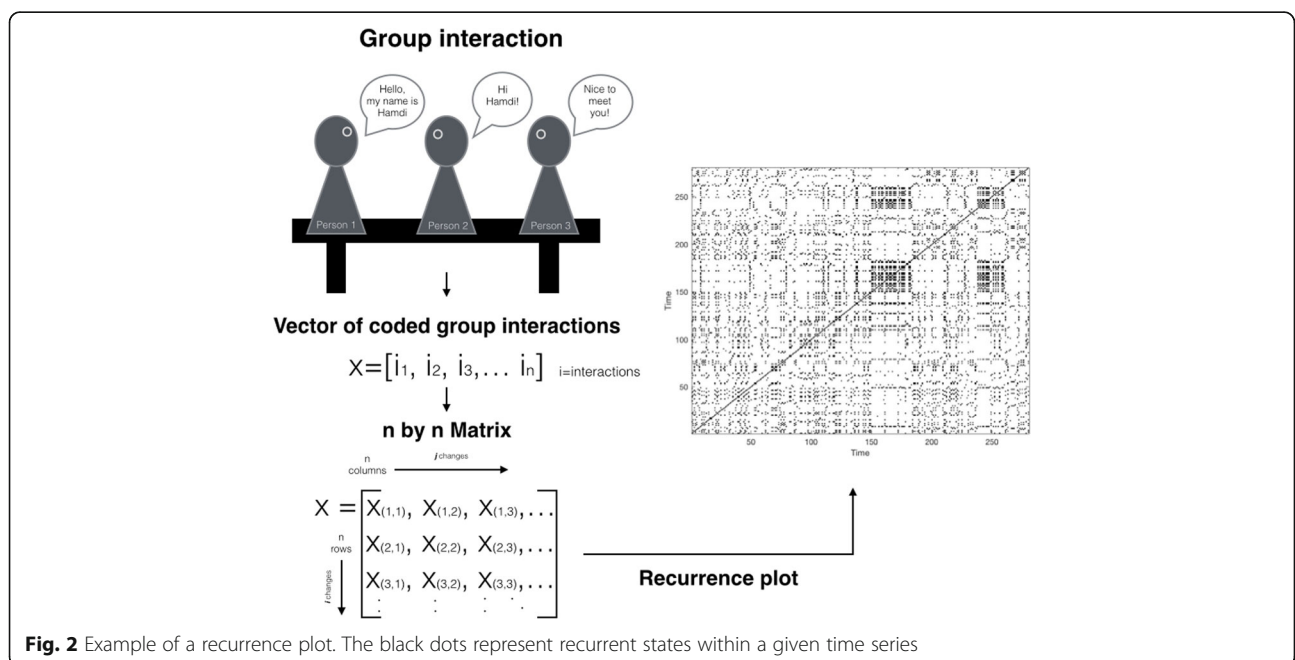 Group interaction
Hello,
my name is
Hamdi
Hi
Hamdi!
Nice to
meet
you!
Person 1
Person 2
Person 3
Vector of coded group interactions
X=[i1, i2, i3,... in] i=interactions
n by n Matrix
n
columns
j changes
X = [X(1,1), X(1,2), X(1,3),...
X(2,1), X(2,2), X(2,3),...
X(3,1), X(3,2), X(3,3),...]
n
rows
i changes
Recurrence plot
Time
250
200
150
100
50
50 100 150 200 250
Time
Fig. 2 Example of a recurrence plot. The black dots represent recurrent states within a given time series